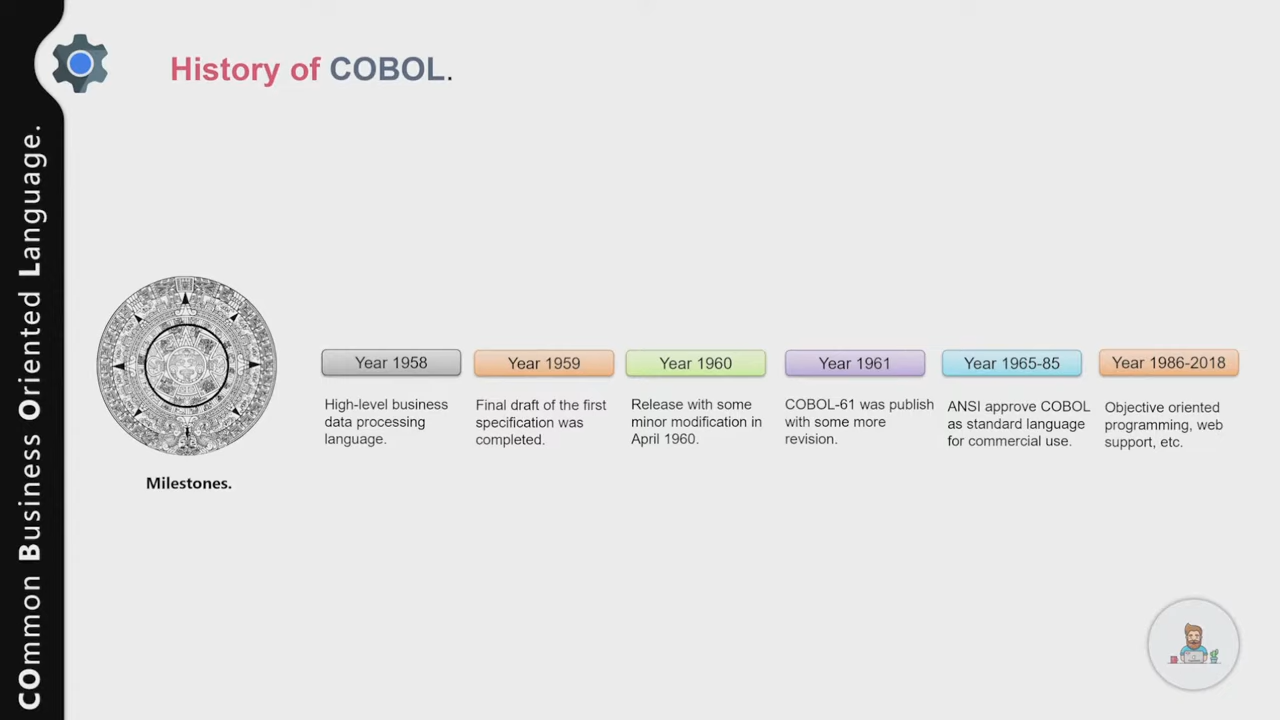 COmmon Business Oriented Language.
History of COBOL.
Milestones.
Year 1958
High-level business
data processing
language.
Year 1959
Final draft of the first
specification was
completed.
Year 1960
Release with some
minor modification in
April 1960.
Year 1961
COBOL-61 was publish
with some more
revision.
Year 1965-85
ANSI approve COBOL
as standard language
for commercial use.
Year 1986-2018
Objective oriented
programming, web
support, etc.